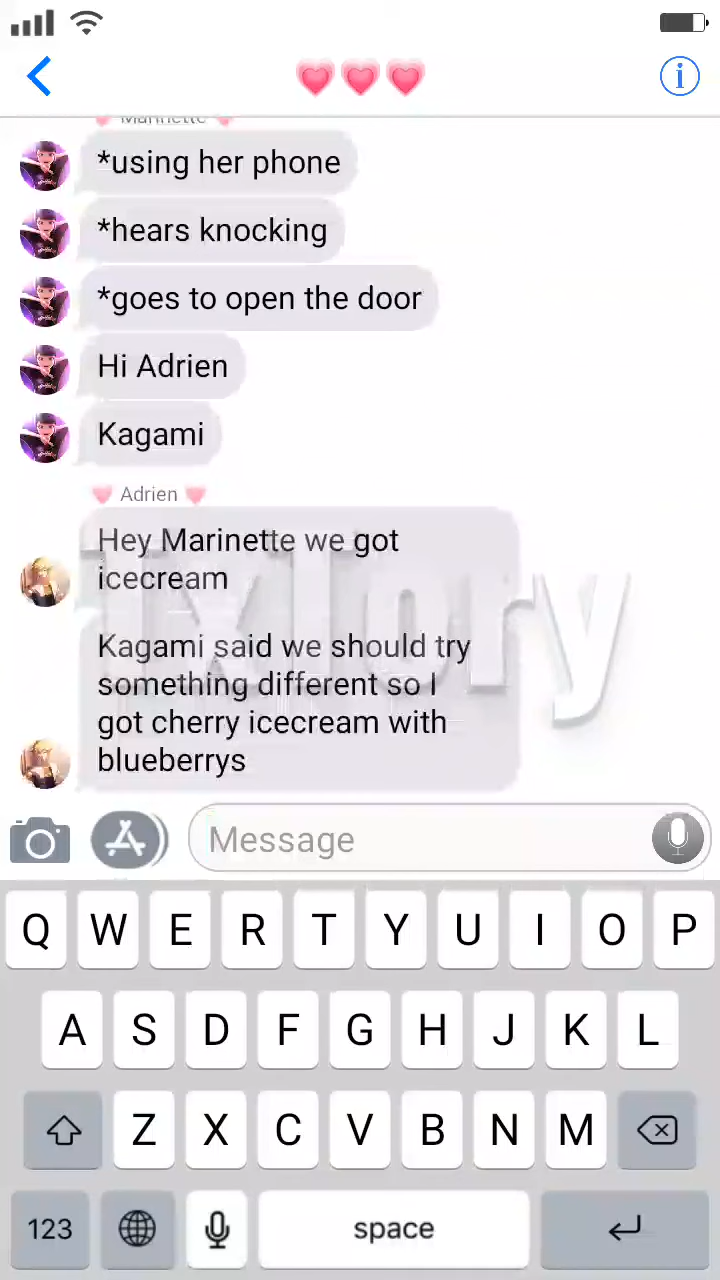 Marinette
*using her phone
*hears knocking
*goes to open the door
Hi Adrien
Kagami
Adrien
Hey Marinette we got
icecream
Kagami said we should try
something different so I
got cherry icecream with
blueberrys
TxTory
Message
Q W E R T Y U I O P
A S D F G H J K L
Z X C V B N M
123 space